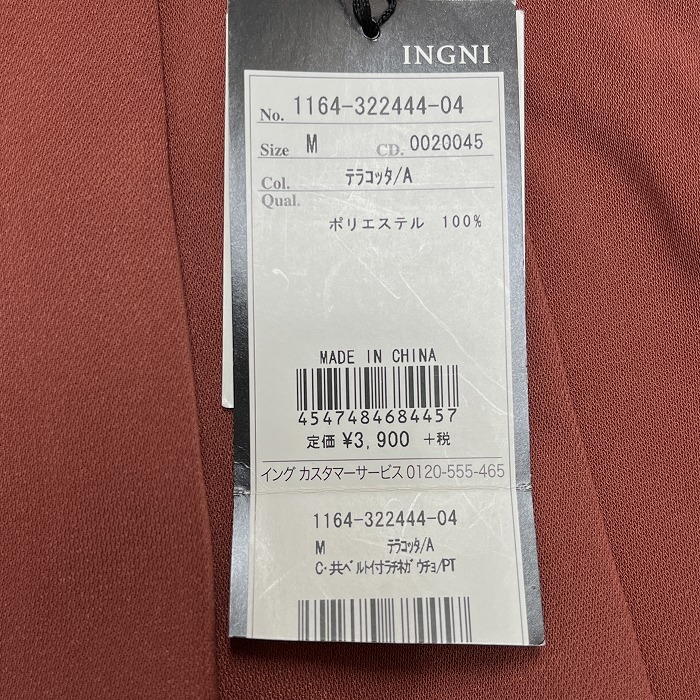 INGNI
No. 1164-322444-04
Size M CD. 0020045
Col. テラコッタ/A
Qual.
ポリエステル 100%
MADE IN CHINA
4547484684457
定価 ¥3,900 +税
イング カスタマーサービス 0120-555-465
1164-322444-04
M テラコッタ/A
C・共ベルト付ラチネガウチョ/PT